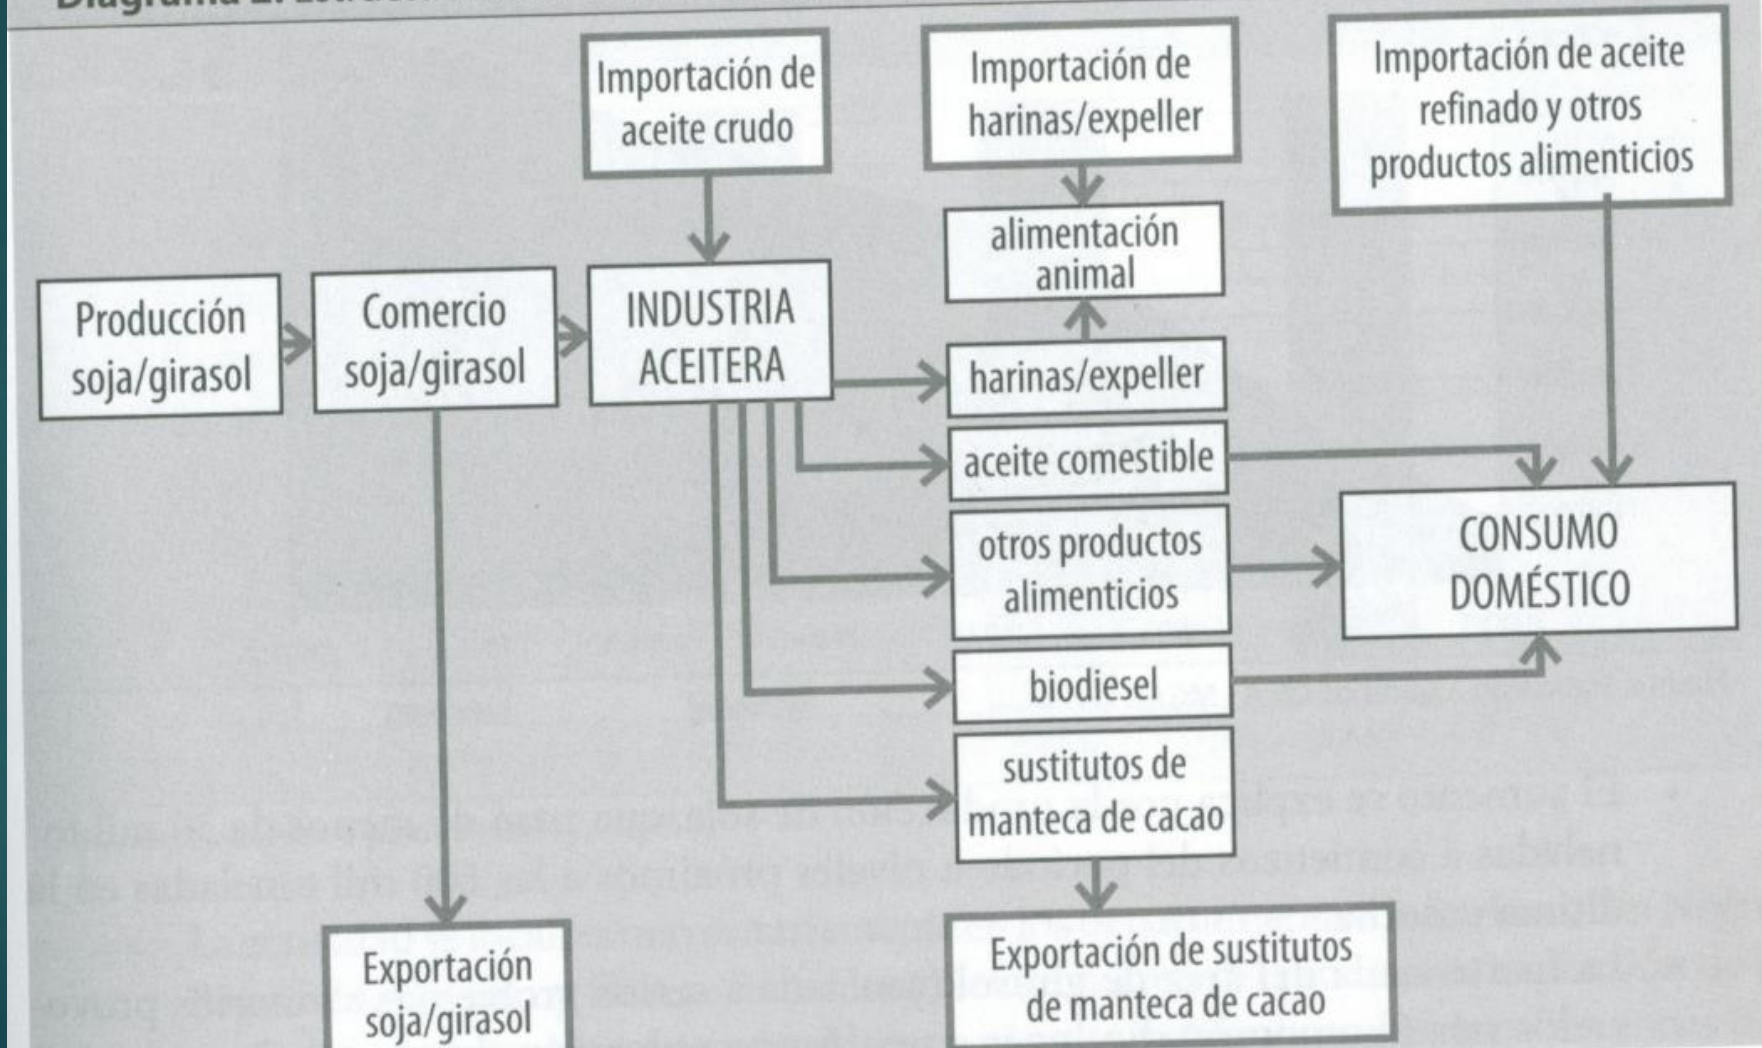 Diagrama 2.
Importación de
aceite crudo
Importación de
harinas/expeller
Importación de aceite
refinado y otros
productos alimenticios
alimentación
animal
Producción
soja/girasol
Comercio
soja/girasol
INDUSTRIA
ACEITERA
harinas/expeller
aceite comestible
otros productos
alimenticios
biodiesel
sustitutos de
manteca de cacao
CONSUMO
DOMÉSTICO
Exportación
soja/girasol
Exportación de sustitutos
de manteca de cacao